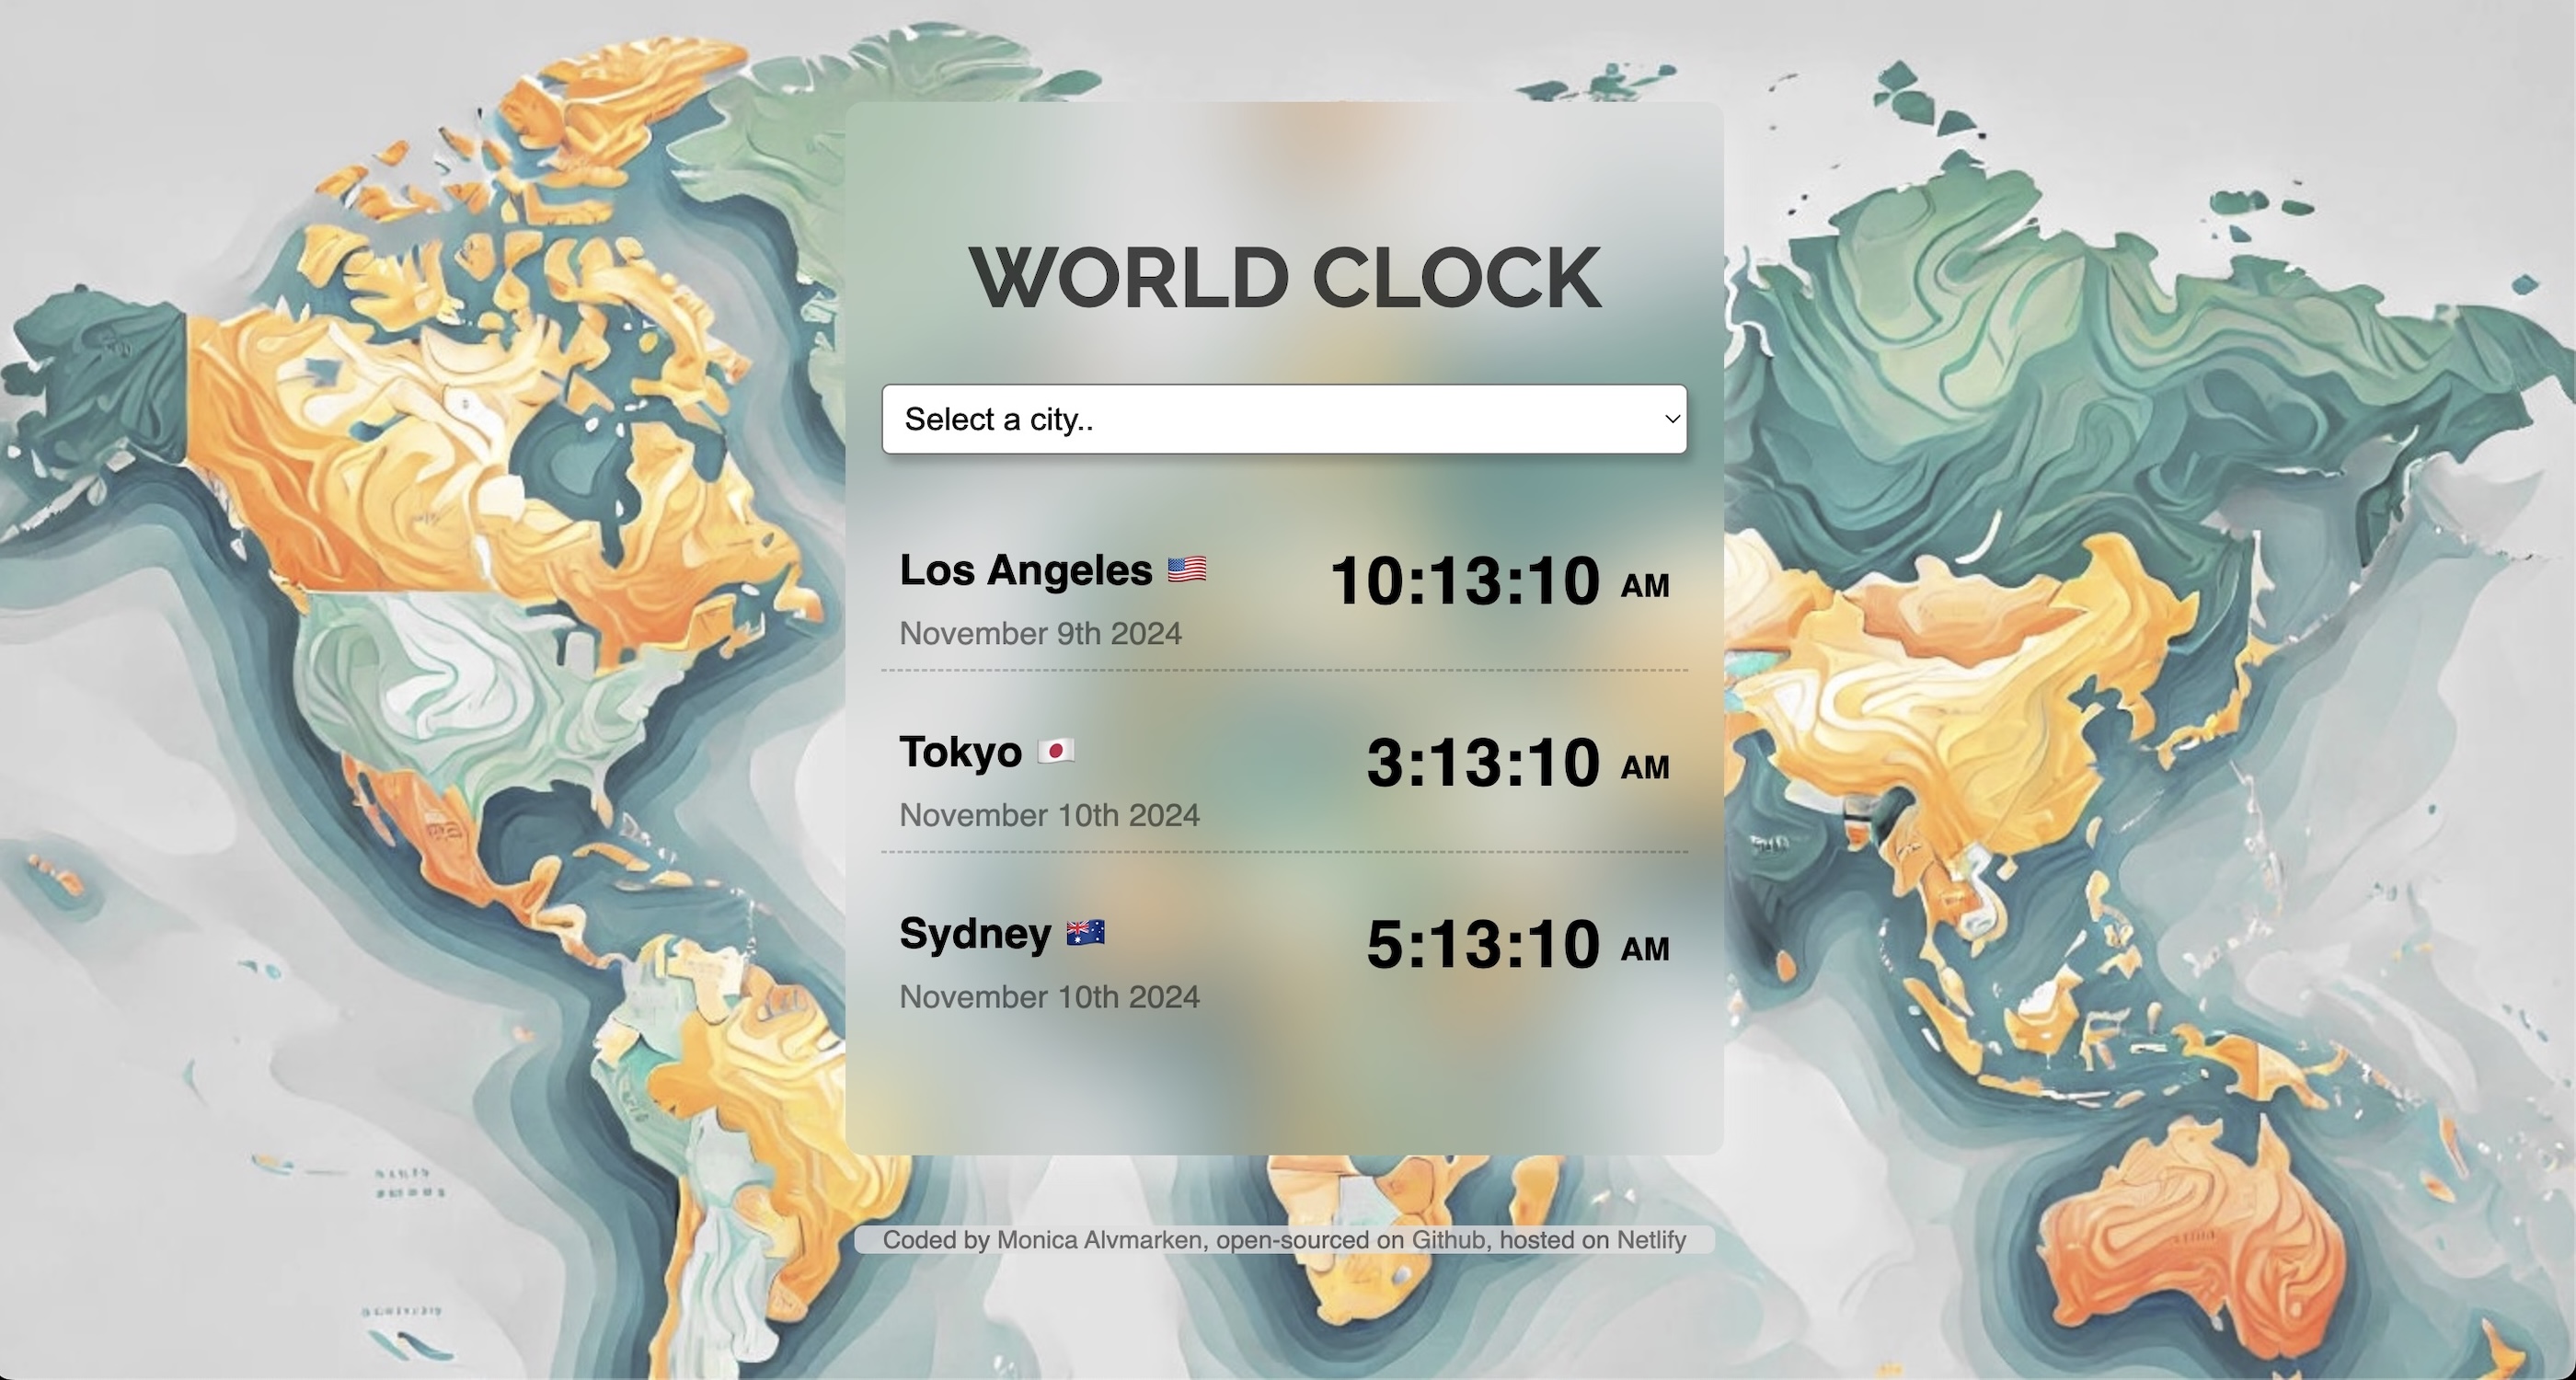 WORLD CLOCK
Select a city..
Los Angeles 🇺🇸 10:13:10 AM
November 9th 2024
Tokyo 🇯🇵 3:13:10 AM
November 10th 2024
Sydney 🇦🇺 5:13:10 AM
November 10th 2024
Coded by Monica Alvmarken, open-sourced on Github, hosted on Netlify